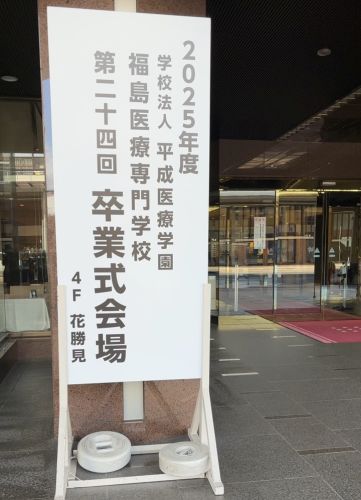 2025年度
学校法人 平成医療学園
福島医療専門学校
第二十四回 卒業式会場
4F 花勝見